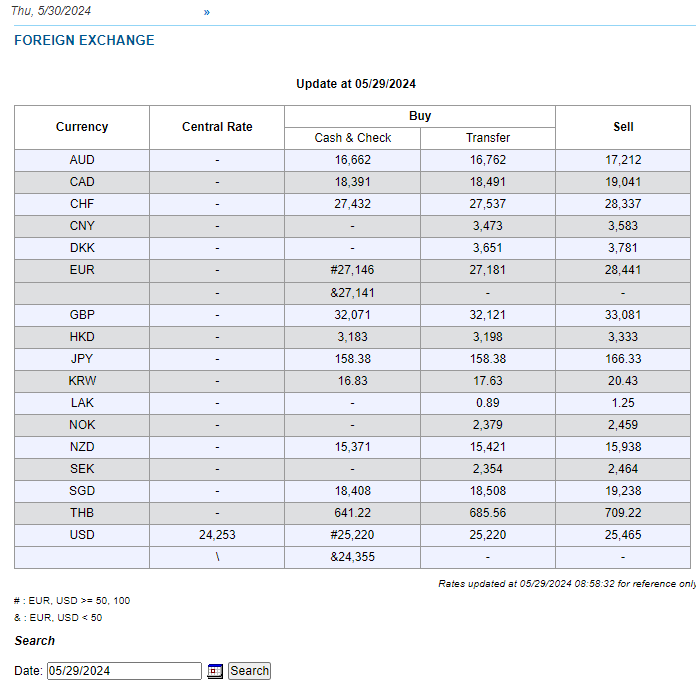 Thu, 5/30/2024 »
FOREIGN EXCHANGE
Update at 05/29/2024
Currency Central Rate Buy Sell
Cash & Check Transfer
AUD - 16,662 16,762 17,212
CAD - 18,391 18,491 19,041
CHF - 27,432 27,537 28,337
CNY - - 3,473 3,583
DKK - - 3,651 3,781
EUR - #27,146 27,181 28,441
- &27,141 - -
GBP - 32,071 32,121 33,081
HKD - 3,183 3,198 3,333
JPY - 158.38 158.38 166.33
KRW - 16.83 17.63 20.43
LAK - - 0.89 1.25
NOK - - 2,379 2,459
NZD - 15,371 15,421 15,938
SEK - - 2,354 2,464
SGD - 18,408 18,508 19,238
THB - 641.22 685.56 709.22
USD 24,253 #25,220 25,220 25,465
\ &24,355 - -
Rates updated at 05/29/2024 08:58:32 for reference only
# : EUR, USD >= 50, 100
& : EUR, USD < 50
Search
Date: 05/29/2024 Search